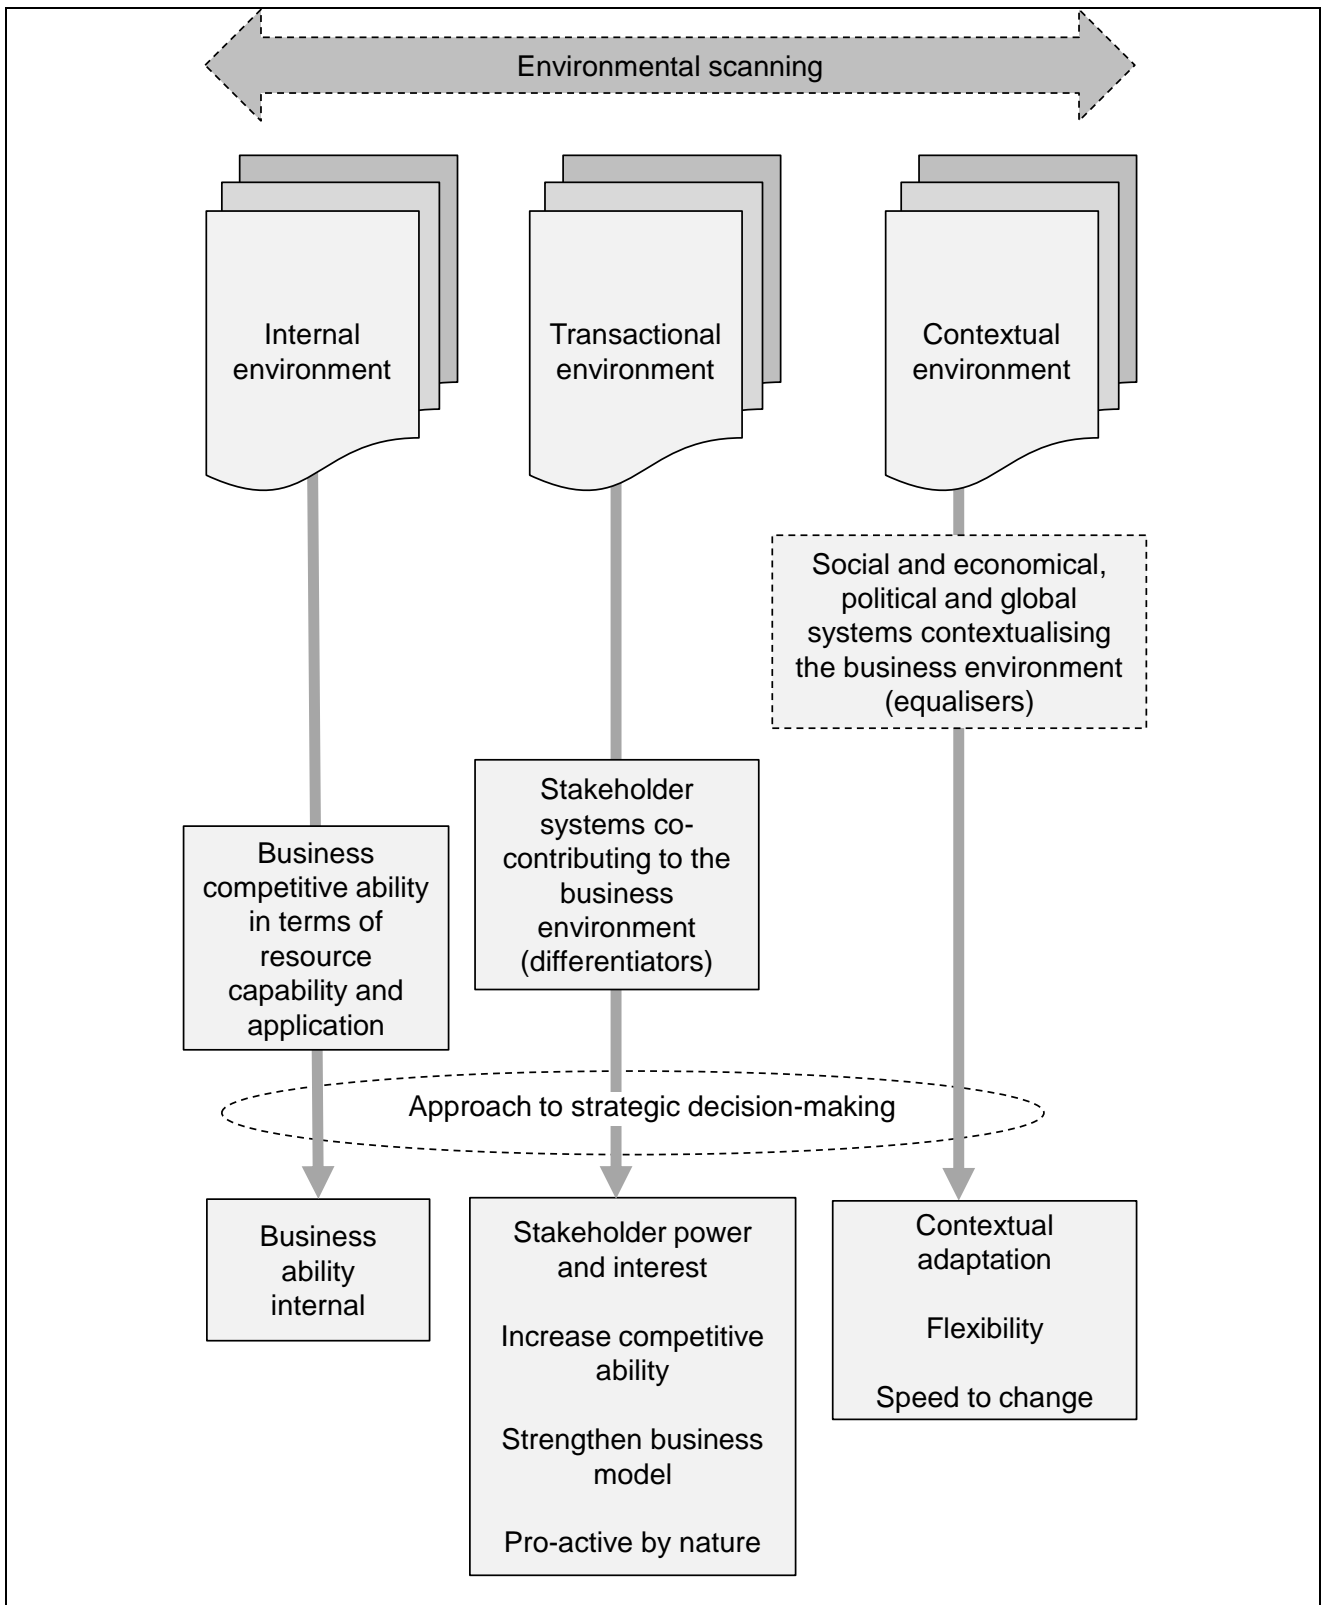 Environmental scanning
Internal
environment
Transactional
environment
Contextual
environment
Social and economical,
political and global
systems contextualising
the business environment
(equalisers)
Stakeholder
systems co-
contributing to the
business
environment
(differentiators)
Business
competitive ability
in terms of
resource
capability and
application
Approach to strategic decision-making
Business
ability
internal
Stakeholder power
and interest
Increase competitive
ability
Strengthen business
model
Pro-active by nature
Contextual
adaptation
Flexibility
Speed to change